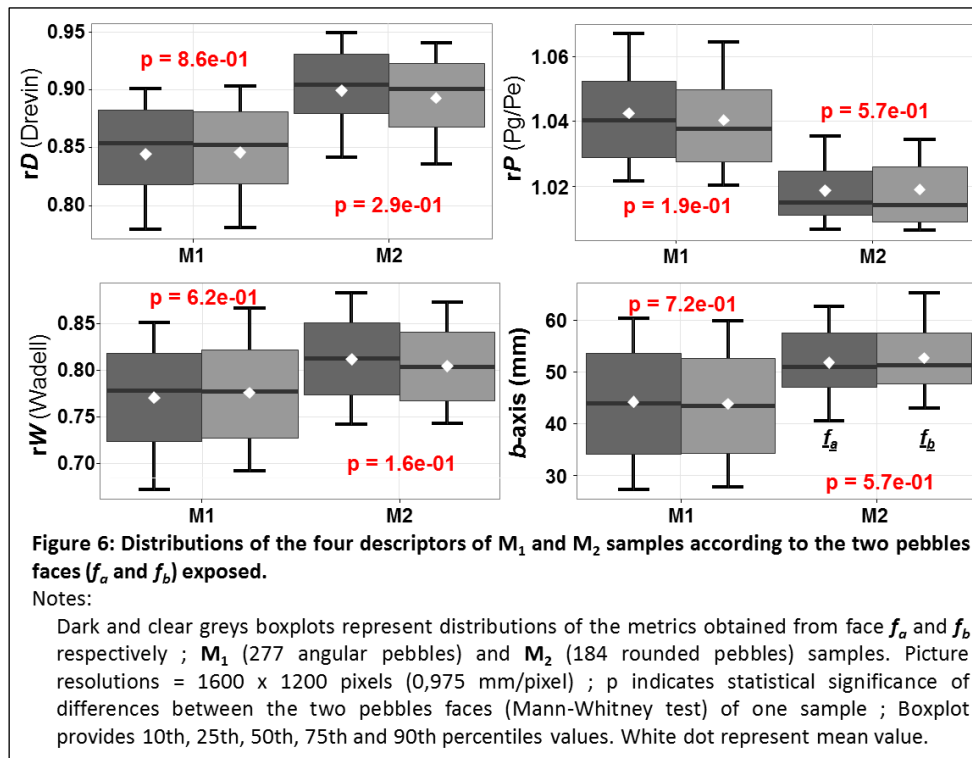 rD (Drevin)
0.95
0.90
0.85
0.80
p = 8.6e-01
p = 2.9e-01
M1
M2
rP (Pg/Pe)
1.06
1.04
1.02
p = 5.7e-01
p = 1.9e-01
M1
M2
rW (Wadell)
0.85
0.80
0.75
0.70
p = 6.2e-01
p = 1.6e-01
M1
M2
b-axis (mm)
60
50
40
30
p = 7.2e-01
fa
fb
p = 5.7e-01
M1
M2
Figure 6: Distributions of the four descriptors of M1 and M2 samples according to the two pebbles
faces (fa and fb) exposed.
Notes:
Dark and clear greys boxplots represent distributions of the metrics obtained from face fa and fb
respectively ; M1 (277 angular pebbles) and M2 (184 rounded pebbles) samples. Picture
resolutions = 1600 x 1200 pixels (0,975 mm/pixel) ; p indicates statistical significance of
differences between the two pebbles faces (Mann-Whitney test) of one sample ; Boxplot
provides 10th, 25th, 50th, 75th and 90th percentiles values. White dot represent mean value.